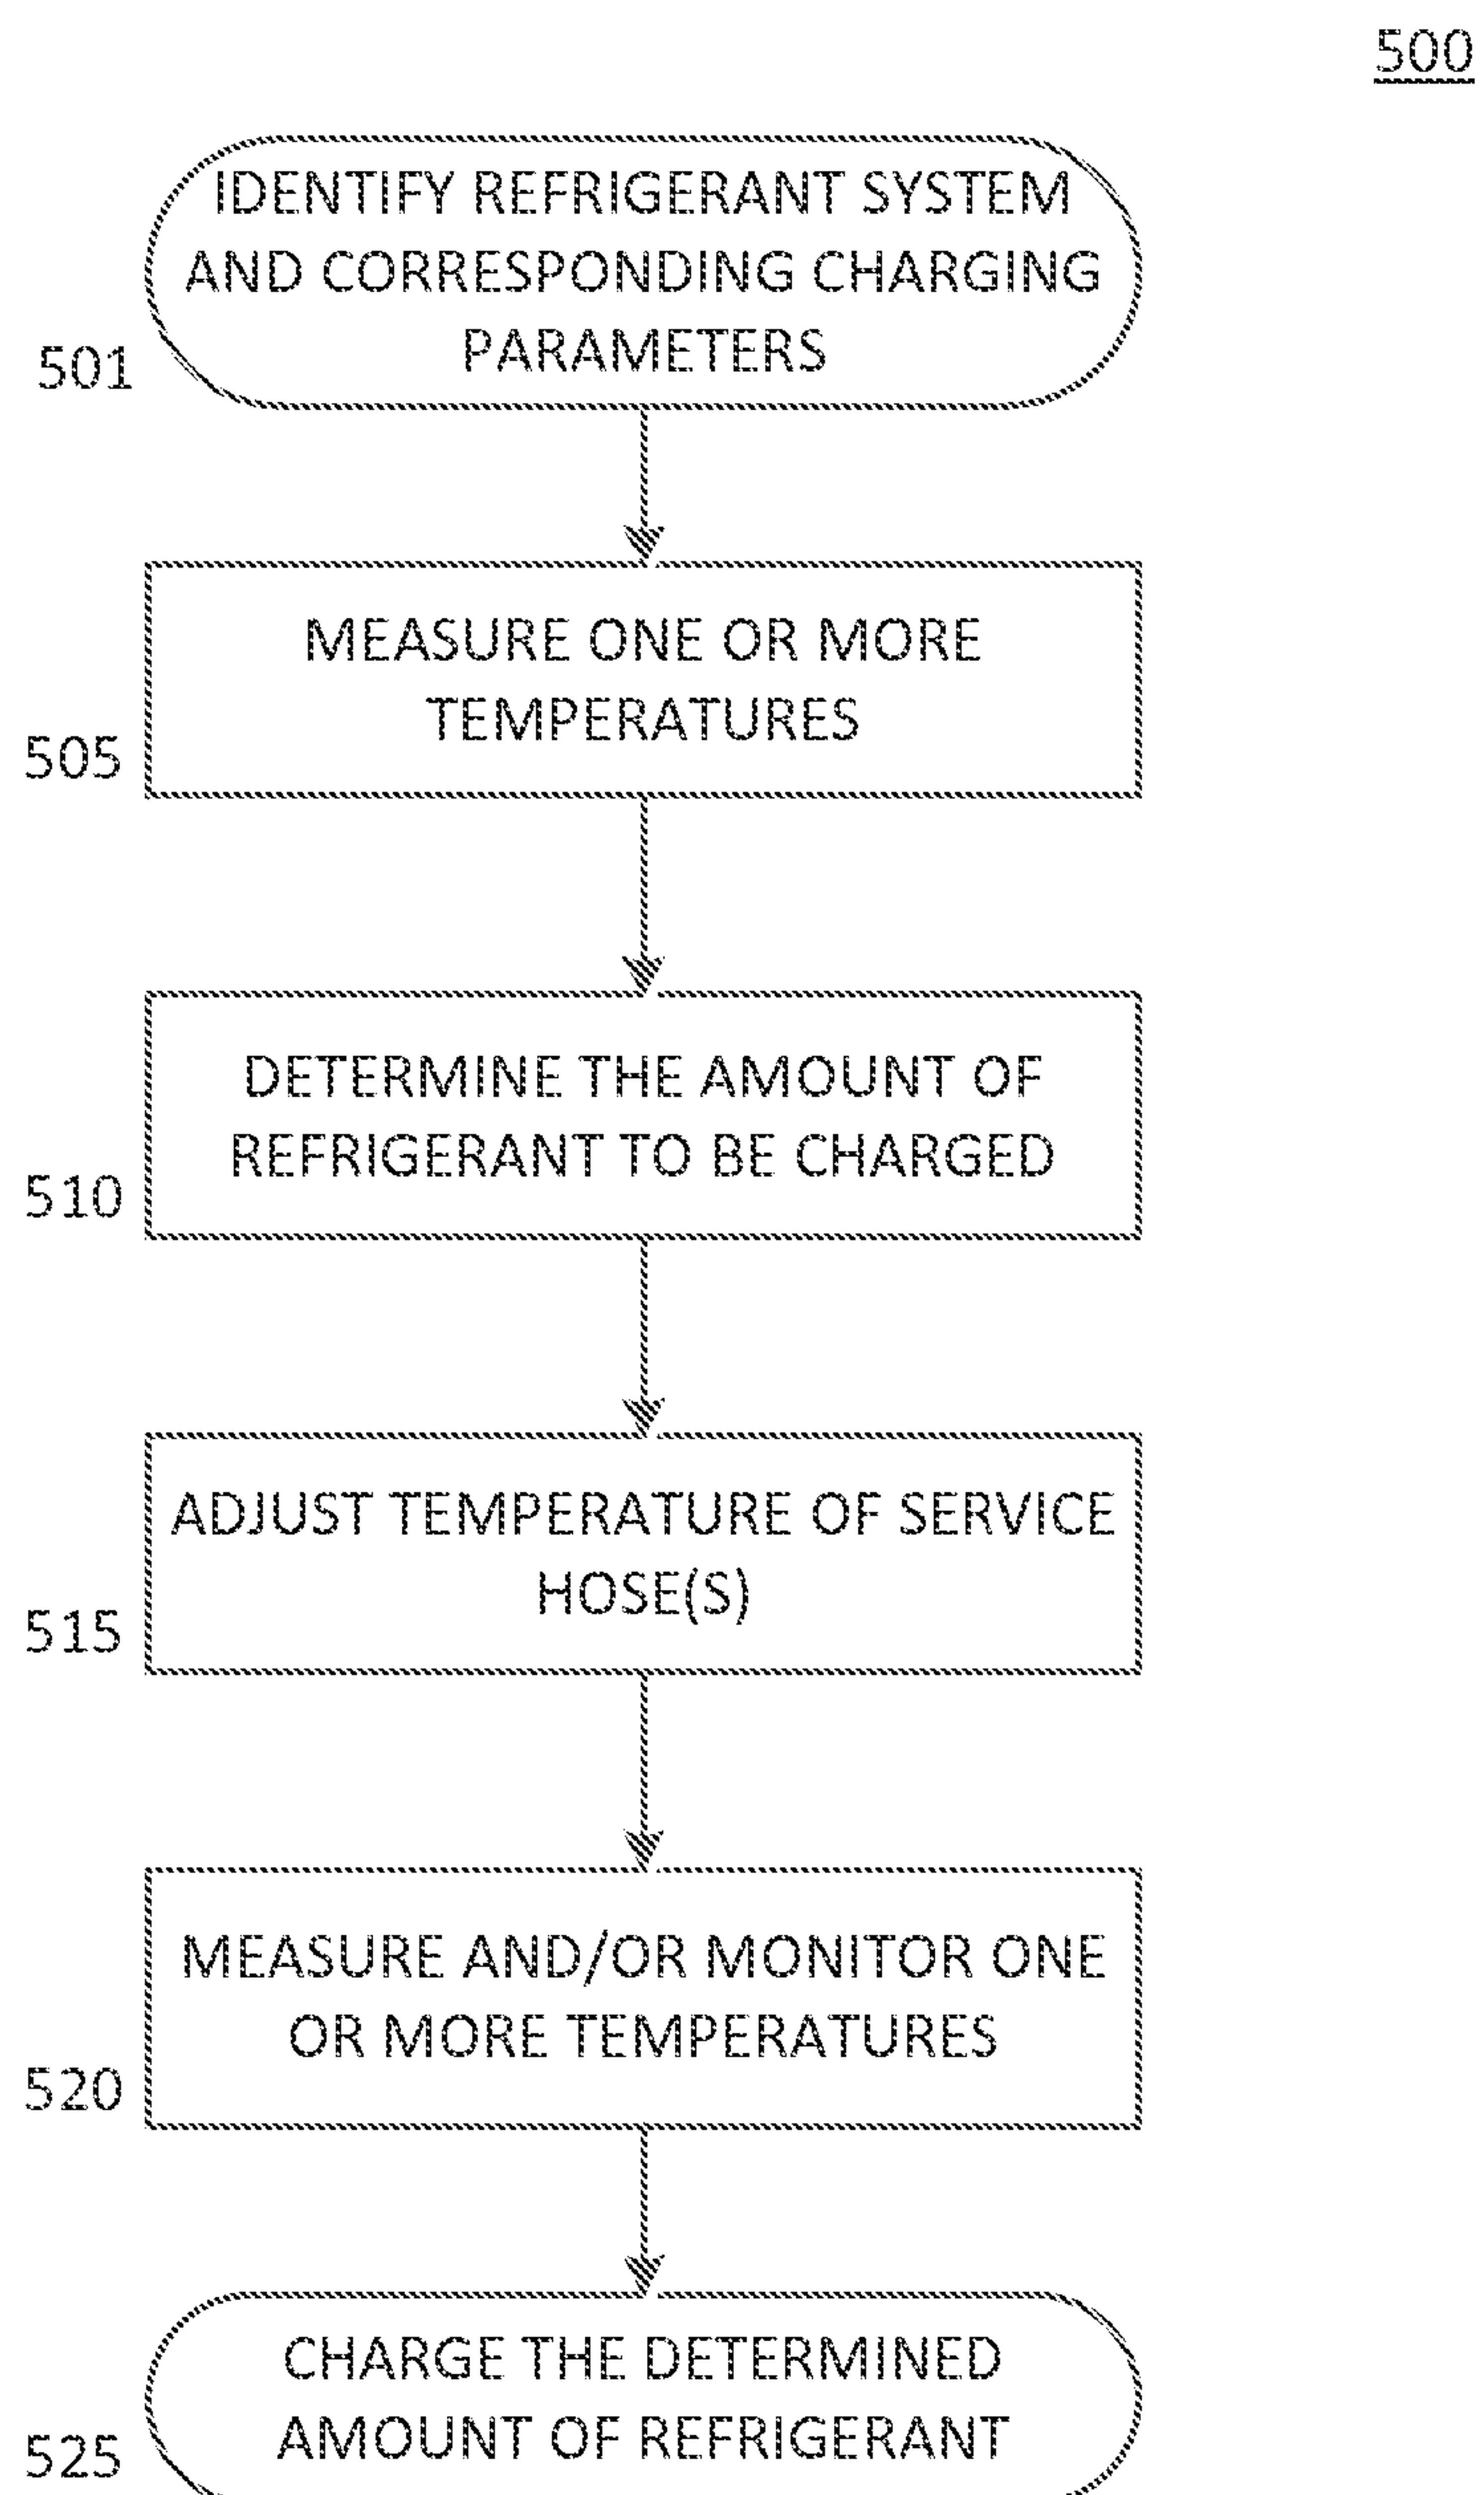 500
IDENTIFY REFRIGERANT SYSTEM
AND CORRESPONDING CHARGING
PARAMETERS
501
MEASURE ONE OR MORE
TEMPERATURES
505
DETERMINE THE AMOUNT OF
REFRIGERANT TO BE CHARGED
510
ADJUST TEMPERATURE OF SERVICE
HOSE(S)
515
MEASURE AND/OR MONITOR ONE
OR MORE TEMPERATURES
520
CHARGE THE DETERMINED
AMOUNT OF REFRIGERANT
525